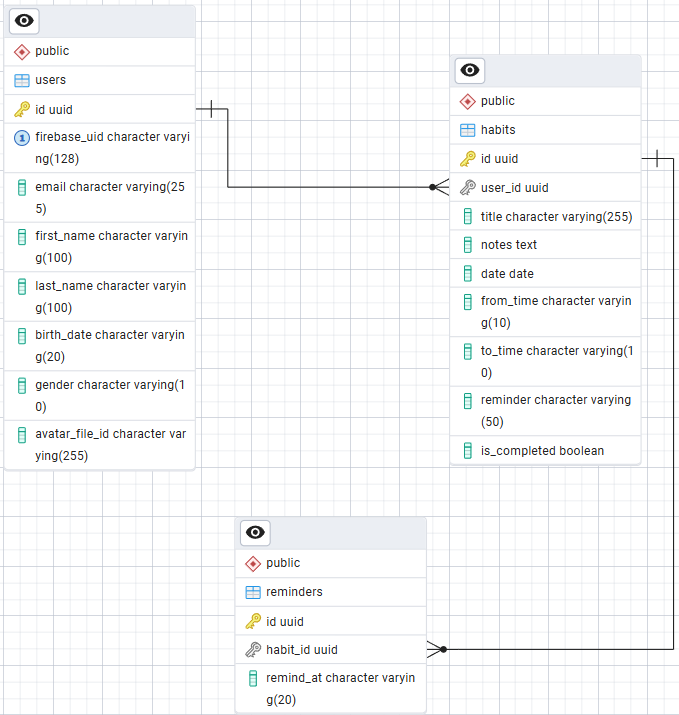 public
users
id uuid
1
firebase_uid character varyi
ng(128)
email character varying(25
5)
first_name character varyin
g(100)
last_name character varyin
g(100)
birth_date character varyin
g(20)
gender character varying(1
0)
avatar_file_id character var
ying(255)
public
habits
id uuid
user_id uuid
title character varying(255)
notes text
date date
from_time character varyin
g(10)
to_time character varying(1
0)
reminder character varying
(50)
is_completed boolean
public
reminders
id uuid
habit_id uuid
remind_at character varyin
g(20)